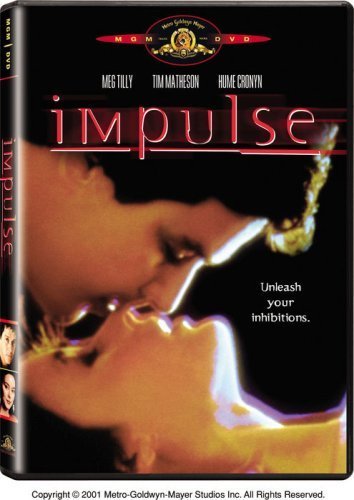 MGM DVD
Metro-Goldwyn-Mayer
MGM DVD
MEG TILLY TIM MATHESON HUME CRONYN
impulse
impulse
Unleash
your
inhibitions.
Copyright © 2001 Metro-Goldwyn-Mayer Studios Inc. All Rights Reserved.